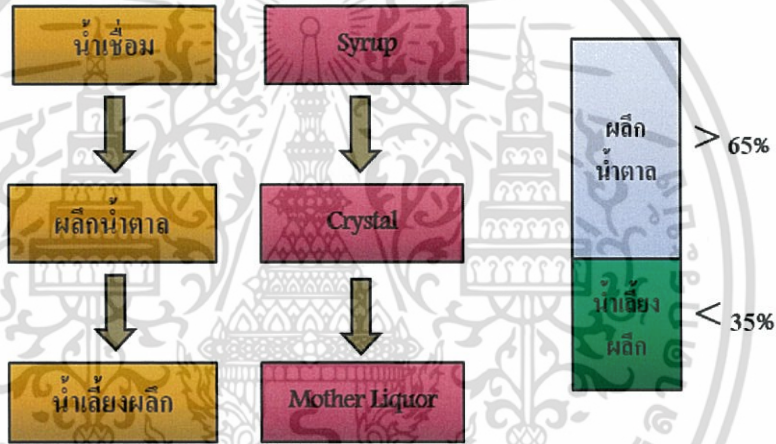 น้ำเชื่อม
Syrup
ผลึกน้ำตาล
Crystal
น้ำเลี้ยงผลึก
Mother Liquor
ผลึก
น้ำตาล
> 65%
น้ำเลี้ยง
ผลึก
< 35%